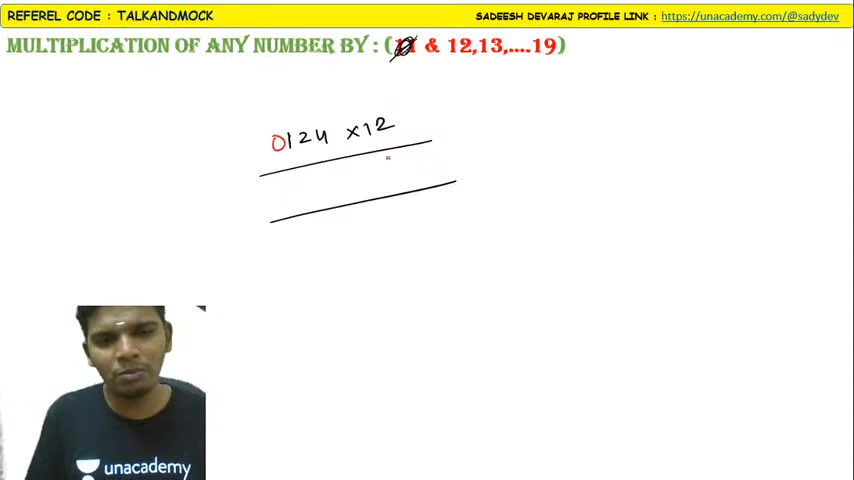 REFEREL CODE : TALKANDMOCK
SADEESH DEVARAJ PROFILE LINK : https://unacademy.com/@sadydev
MULTIPLICATION OF ANY NUMBER BY : (11 & 12,13,....19)
0124 ×12
unacademy